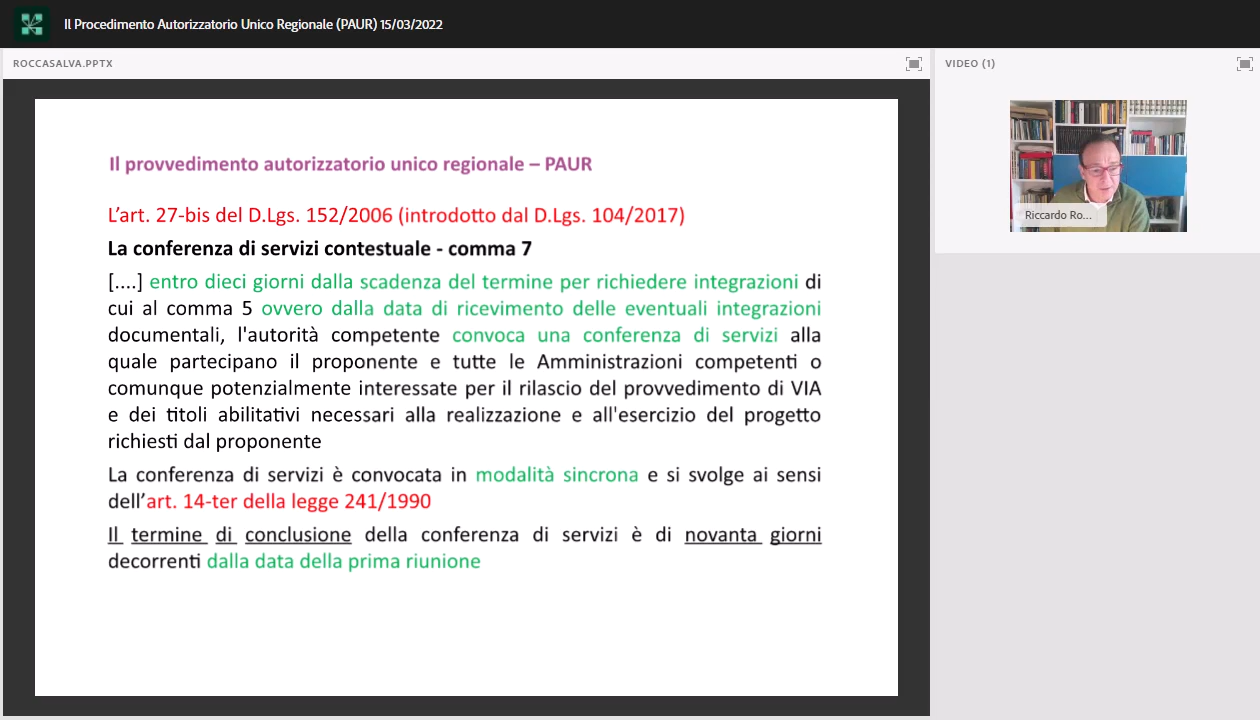 Il Procedimento Autorizzatorio Unico Regionale (PAUR) 15/03/2022
ROCCASALVA.PPTX
VIDEO (1)
Il provvedimento autorizzatorio unico regionale – PAUR
L'art. 27-bis del D.Lgs. 152/2006 (introdotto dal D.Lgs. 104/2017)
La conferenza di servizi contestuale - comma 7
[....] entro dieci giorni dalla scadenza del termine per richiedere integrazioni di
cui al comma 5 ovvero dalla data di ricevimento delle eventuali integrazioni
documentali, l'autorità competente convoca una conferenza di servizi alla
quale partecipano il proponente e tutte le Amministrazioni competenti o
comunque potenzialmente interessate per il rilascio del provvedimento di VIA
e dei titoli abilitativi necessari alla realizzazione e all'esercizio del progetto
richiesti dal proponente
La conferenza di servizi è convocata in modalità sincrona e si svolge ai sensi
dell'art. 14-ter della legge 241/1990
Il termine di conclusione della conferenza di servizi è di novanta giorni
decorrenti dalla data della prima riunione
Riccardo Ro...